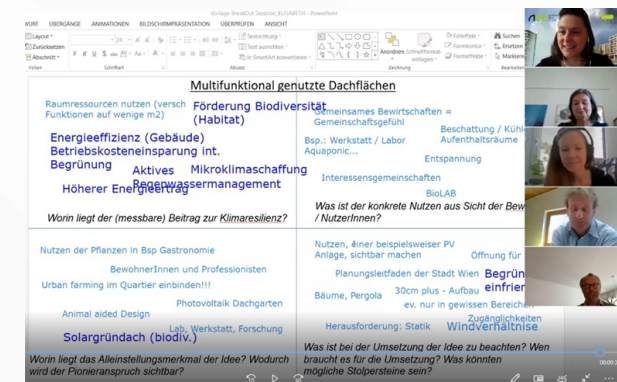 Vorlage BreakOut Session_ELISABETH - PowerPoint
WURF ÜBERGÄNGE ANIMATIONEN BILDSCHIRMPRÄSENTATION ÜBERPRÜFEN ANSICHT
Layout
Zurücksetzen
Abschnitt
Textrichtung
Text ausrichten
In SmartArt konvertieren
Anordnen Schnellformat-
vorlagen
Fülleffekt
Formkontur
Formeffekte
Suchen
Ersetzen
Markieren
Folien Schriftart Absatz Zeichnung Bearbeiten
Multifunktional genutzte Dachflächen
Raumressourcen nutzen (versch
Funktionen auf wenige m2)
Förderung Biodiversität
(Habitat)
Energieeffizienz (Gebäude)
Betriebskosteneinsparung int.
Begrünung
Aktives
Regenwassermanagement
Mikroklimaschaffung
Höherer Energieertrag
Worin liegt der (messbare) Beitrag zur Klimaresilienz?
Gemeinsames Bewirtschaften =
Gemeinschaftsgefühl
Beschattung / Kühl
Aufenthaltsräume
Bsp.: Werkstatt / Labor
Aquaponic...
Entspannung
Interessensgemeinschaften
BioLAB
Was ist der konkrete Nutzen aus Sicht der Bew
/ NutzerInnen?
Nutzen der Pflanzen in Bsp Gastronomie
BewohnerInnen und Professionisten
Urban farming im Quartier einbinden!!!
Photovoltaik Dachgarten
Animal aided Design
Lab, Werkstatt, Forschung
Solargründach (biodiv.)
Worin liegt das Alleinstellungsmerkmal der Idee? Wodurch
wird der Pionieranspruch sichtbar?
Nutzen, einer beispielsweiser PV
Anlage, sichtbar machen
Öffnung für
Planungsleitfaden der Stadt Wien
Begrün
einfrier
30cm plus - Aufbau
Bäume, Pergola
ev. nur in gewissen Bereichen
Zugänglichkeiten
Herausforderung: Statik
Windverhältnise
Was ist bei der Umsetzung der Idee zu beachten? Wen
braucht es für die Umsetzung? Was könnten
mögliche Stolpersteine sein?